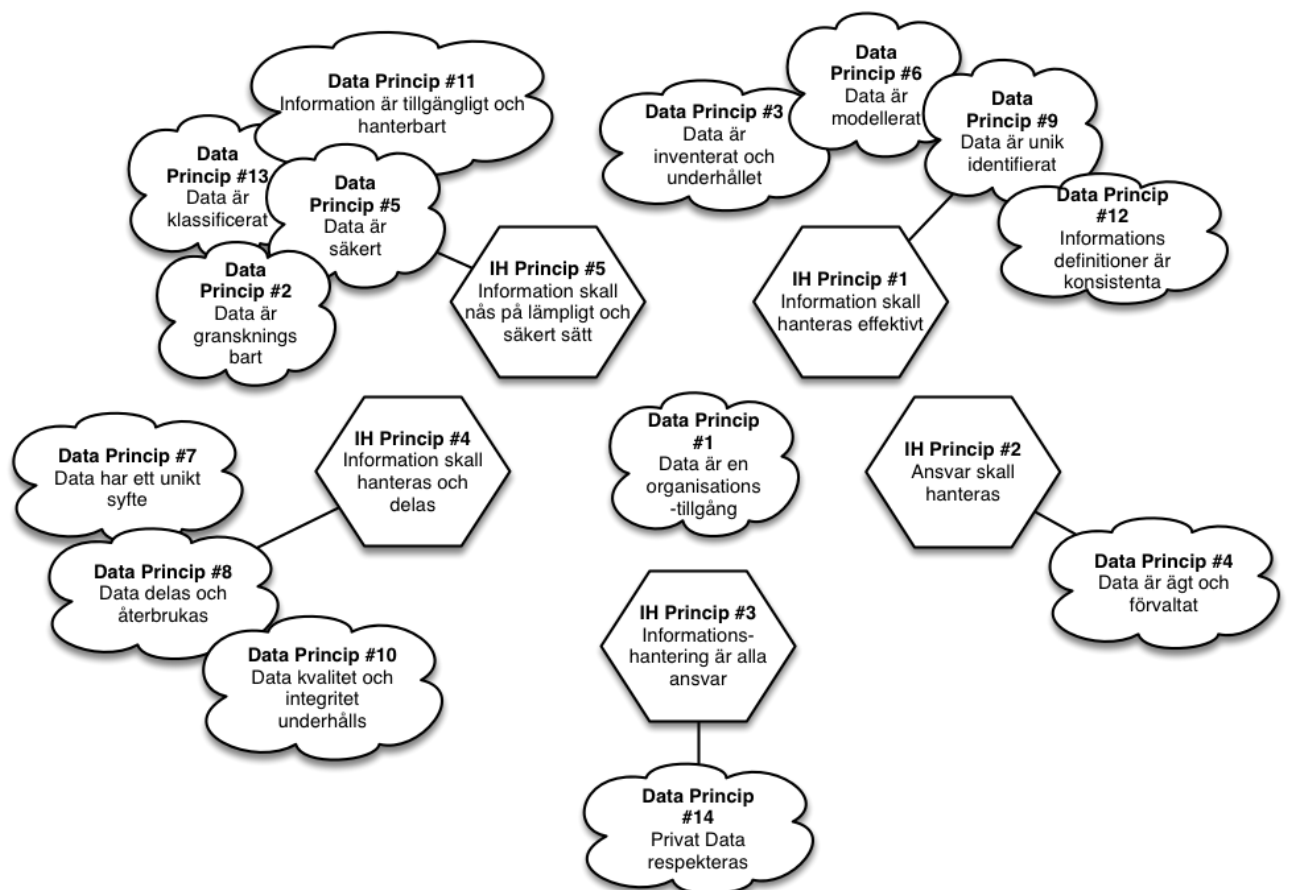 Data Princip #11
Information är tillgängligt och
hanterbart
Data
Princip #13
Data är
klassificerat
Data
Princip #5
Data är
säkert
Data
Princip #2
Data är
gransknings
bart
IH Princip #5
Information skall
nås på lämpligt och
säkert sätt
Data Princip #3
Data är
inventerat och
underhållet
Data
Princip #6
Data är
modellerat
Data
Princip #9
Data är unik
identifierat
Data Princip
#12
Informations
definitioner är
konsistenta
IH Princip #1
Information skall
hanteras effektivt
Data Princip #7
Data har ett unikt
syfte
Data Princip #8
Data delas och
återbrukas
Data Princip #10
Data kvalitet och
integritet
underhålls
IH Princip #4
Information skall
hanteras och
delas
Data Princip
#1
Data är en
organisations
-tillgång
IH Princip #2
Ansvar skall
hanteras
Data Princip #4
Data är ägt och
förvaltat
IH Princip #3
Informations-
hantering är alla
ansvar
Data Princip
#14
Privat Data
respekteras